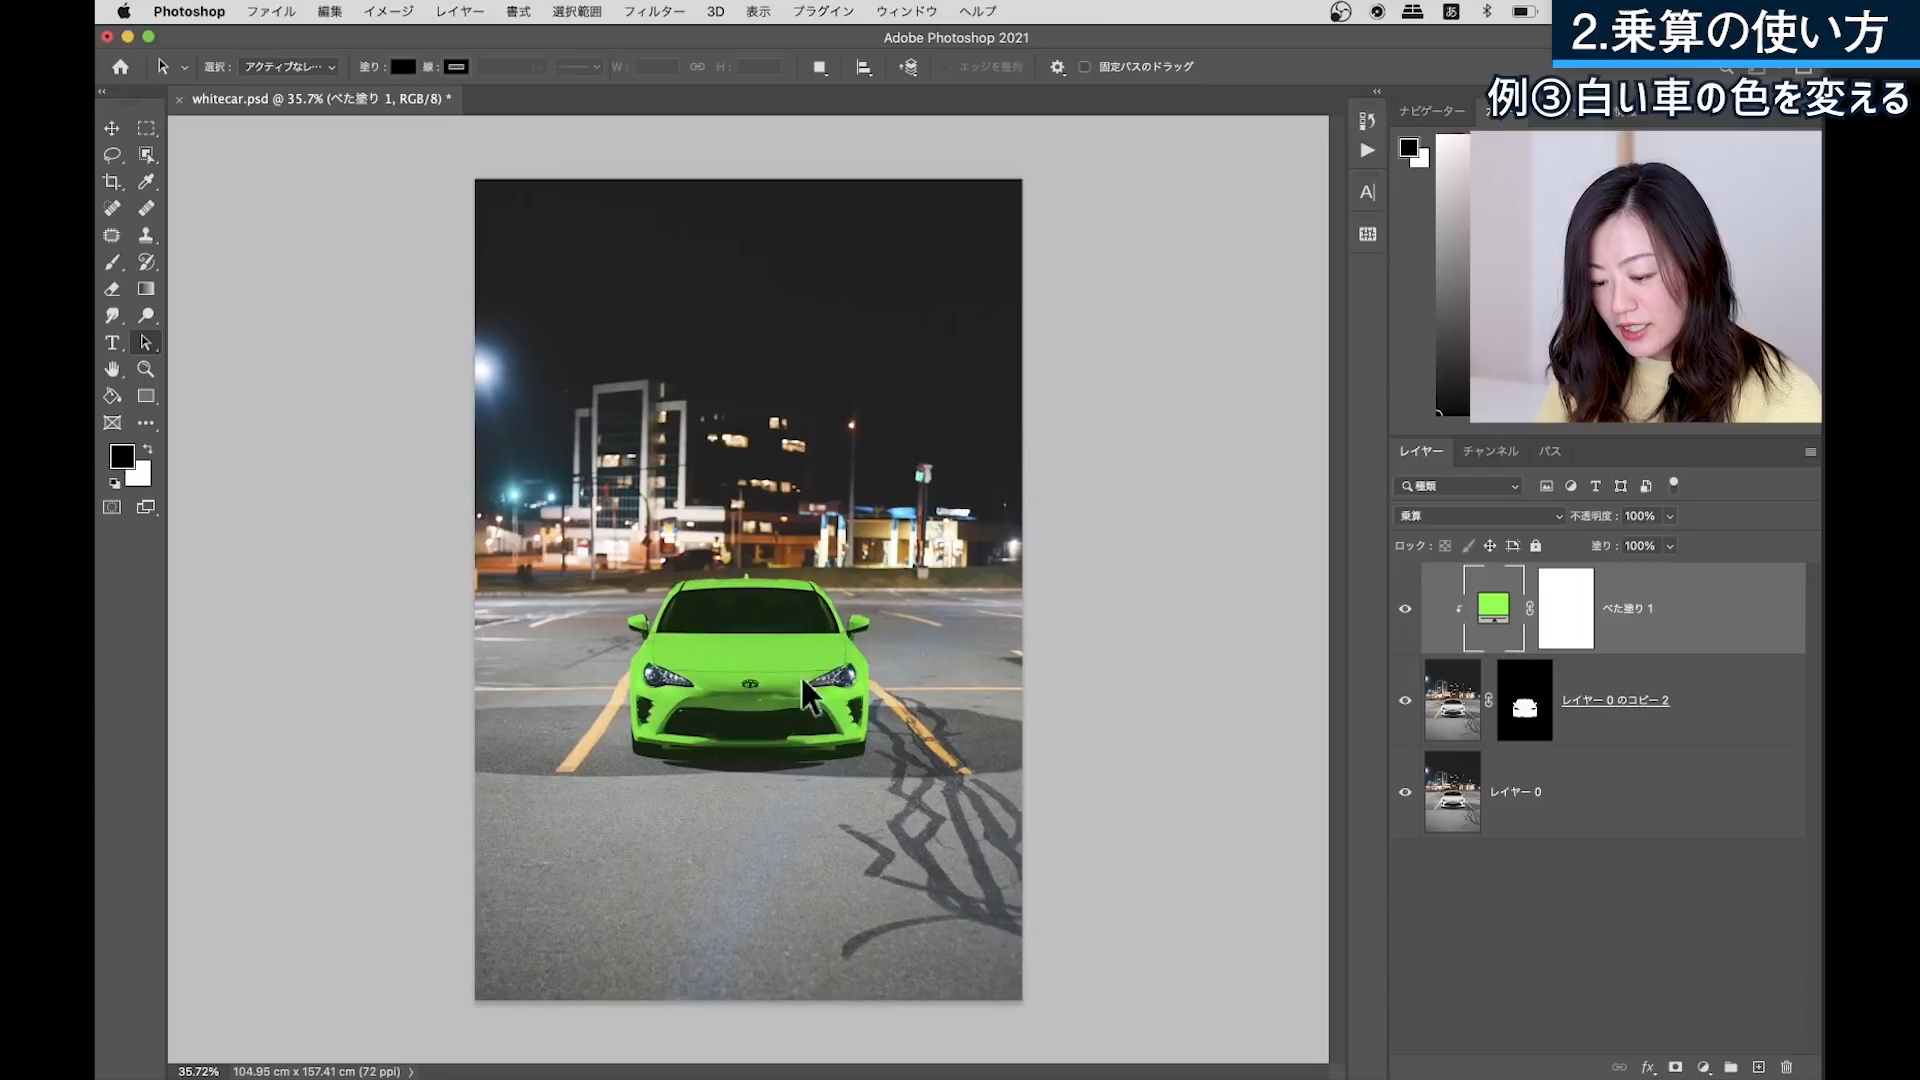 Photoshop ファイル 編集 イメージ レイヤー 書式 選択範囲 フィルター 3D 表示 プラグイン ウィンドウ ヘルプ あ
2.乗算の使い方
例③白い車の色を変える
Adobe Photoshop 2021
選択: アクティブなレ… 塗り: 線: W: H: エッジを整列 固定パスのドラッグ
whitecar.psd @ 35.7% (べた塗り 1, RGB/8) *
ナビゲーター
レイヤー チャンネル パス
種類
乗算 不透明度: 100%
ロック: 塗り: 100%
べた塗り 1
レイヤー 0 のコピー 2
レイヤー 0
35.72% 104.95 cm x 157.41 cm (72 ppi)
fx